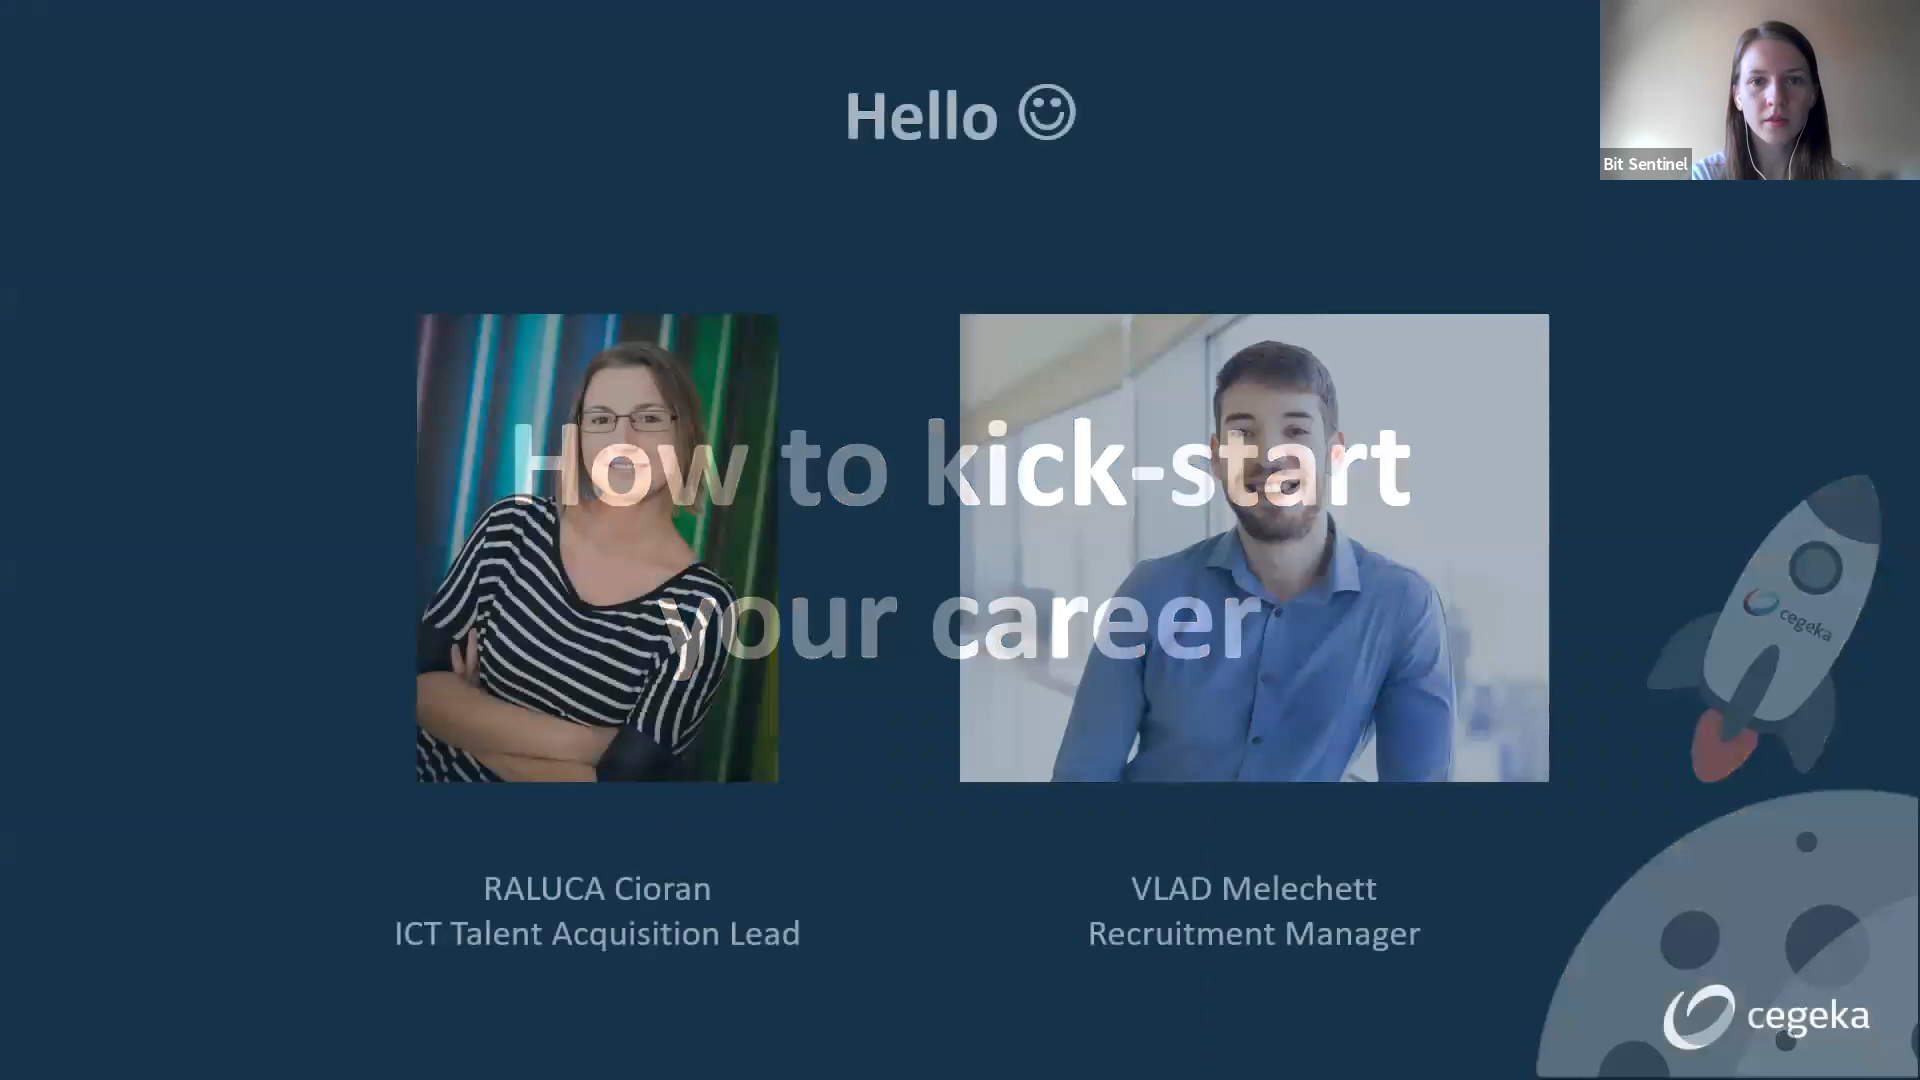 Hello
Bit Sentinel
How to kick-start
your career
cegeka
RALUCA Cioran
ICT Talent Acquisition Lead
VLAD Melechett
Recruitment Manager
cegeka